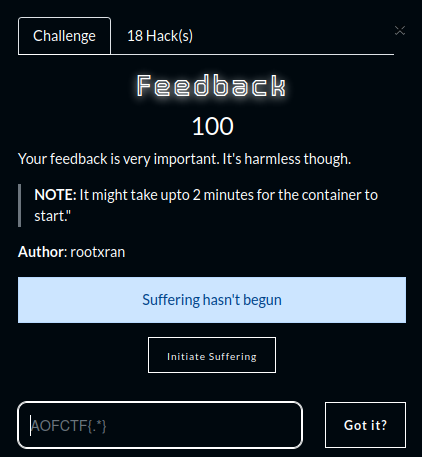 Challenge 18 Hack(s)
Feedback
100
Your feedback is very important. It's harmless though.
NOTE: It might take upto 2 minutes for the container to
start."
Author: rootxran
Suffering hasn't begun
Initiate Suffering
AOFCTF{.*} Got it?